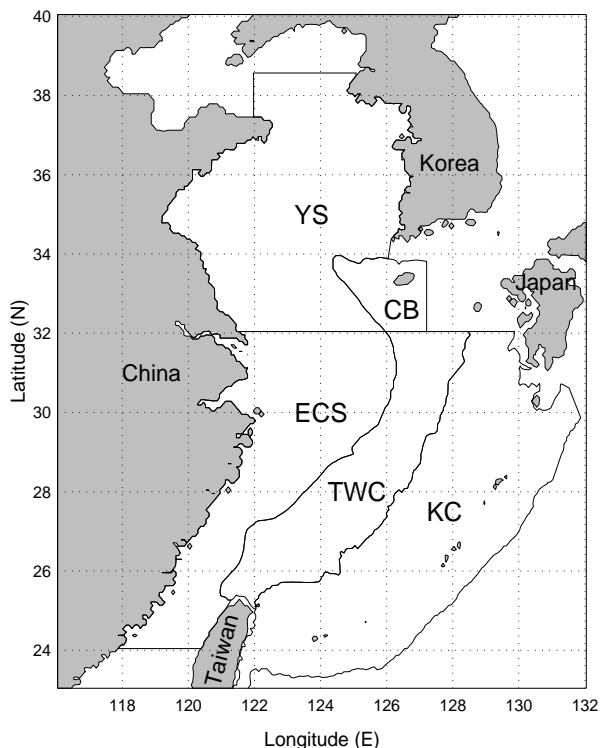 40
38
36
34
32
30
28
26
24
Latitude (N)
Korea
YS
Japan
CB
China
ECS
TWC
KC
Taiwan
118 120 122 124 126 128 130 132
Longitude (E)